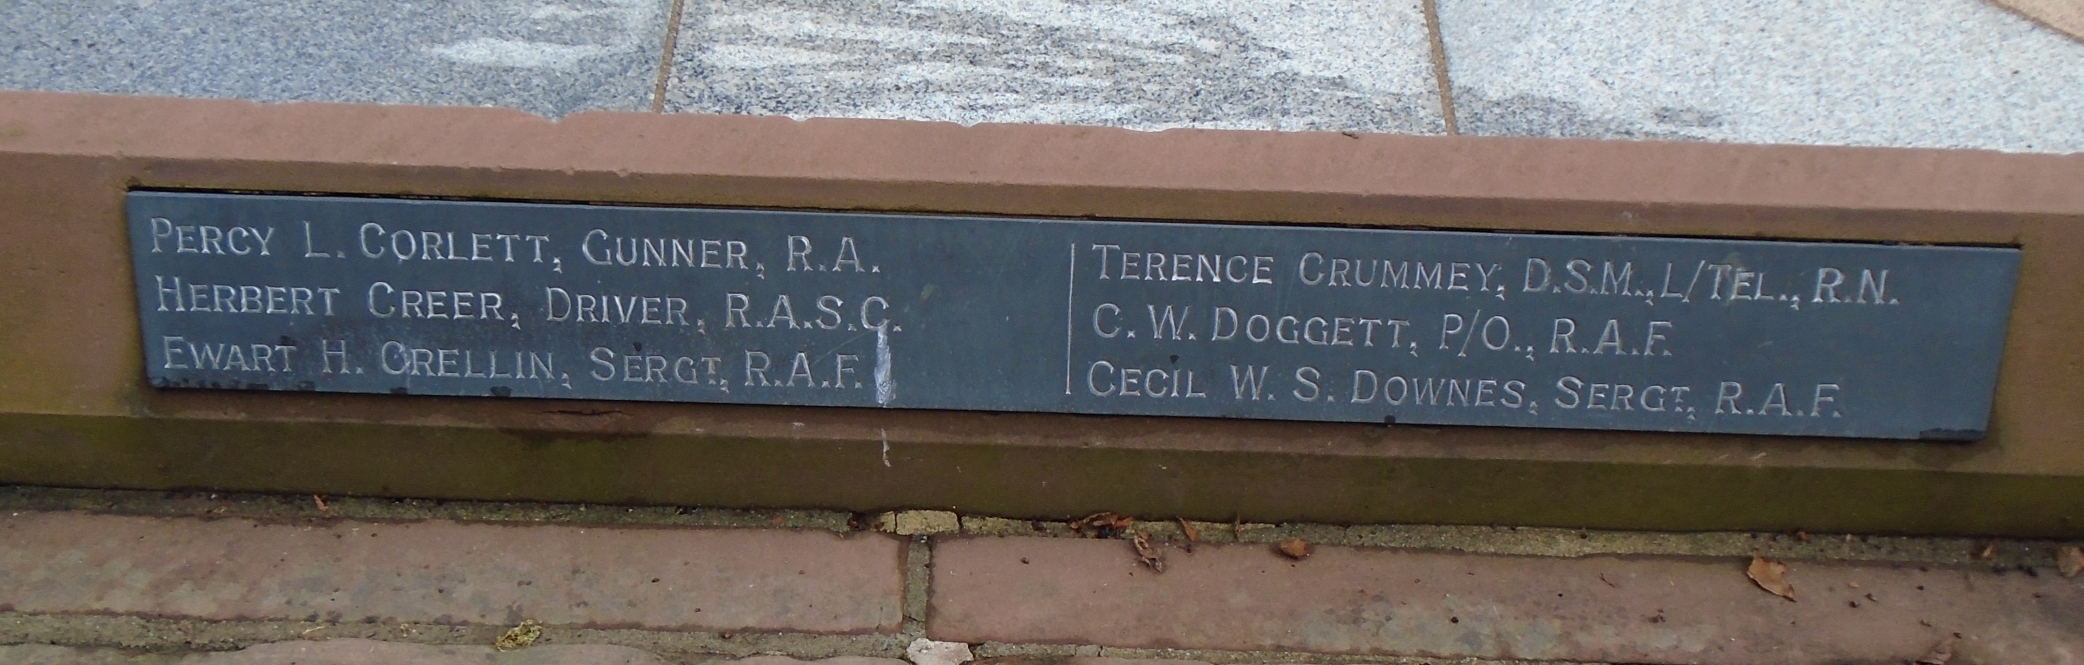 PERCY L. CORLETT, GUNNER, R.A.
HERBERT CREER, DRIVER, R.A.S.C.
EWART H. CRELLIN, SERGT, R.A.F.
TERENCE CRUMMEY, D.S.M., L/TEL., R.N.
C. W. DOGGETT, P/O., R.A.F.
CECIL W. S. DOWNES, SERGT, R.A.F.